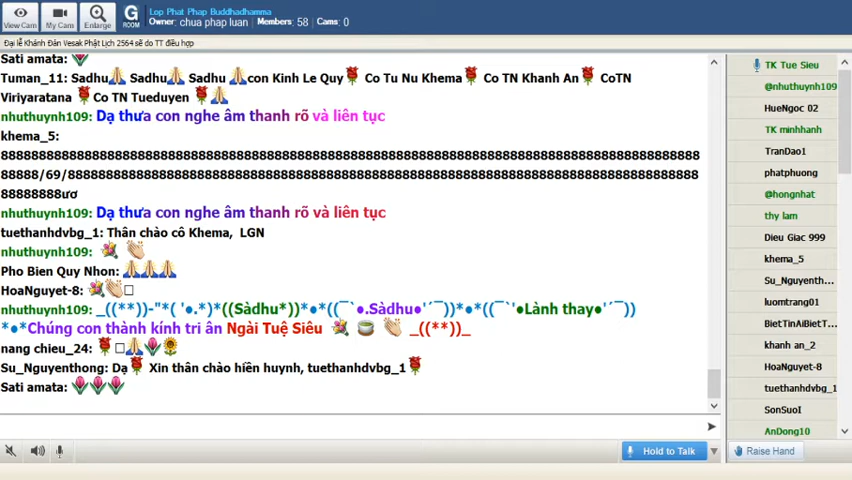 View Cam
My Cam
Enlarge
G
ROOM
Lop Phat Phap Buddhadhamma
Owner: chua phap luan Members: 58 Cams: 0
Đại lễ Khánh Đản Vesak Phật Lịch 2564 sẽ do TT điều hợp
Sati amata:
Tuman_11: Sadhu Sadhu Sadhu con Kinh Le Quy Co Tu Nu Khema Co TN Khanh An CoTN
Viriyaratana Co TN Tueduyen
nhuthuynh109: Dạ thưa con nghe âm thanh rõ và liên tục
khema_5:
nhuthuynh109: Dạ thưa con nghe âm thanh rõ và liên tục
tuethanhdvbg_1: Thân chào cô Khema, LGN
nhuthuynh109:
Pho Bien Quy Nhon:
HoaNguyet-8:
nhuthuynh109: _((**))-"*( '●.*)*((Sàdhu*))*●*((¯`●.Sàdhu●'´¯))*●*((¯`'●Lành thay●'´¯))
*●*Chúng con thành kính tri ân Ngài Tuệ Siêu _((**))_
nang chieu_24:
Su_Nguyenthong: Dạ Xin thân chào hiền huynh, tuethanhdvbg_1
Sati amata:
Hold to Talk
TK Tue Sieu
@nhuthuynh109
HueNgoc 02
TK minhhanh
TranDao1
phatphuong
@hongnhat
thy lam
Dieu Giac 999
khema_5
Su_Nguyenth...
luomtrang01
BietTinAiBietT...
khanh an_2
HoaNguyet-8
tuethanhdvbg_1
SonSuoI
AnDong10
Raise Hand